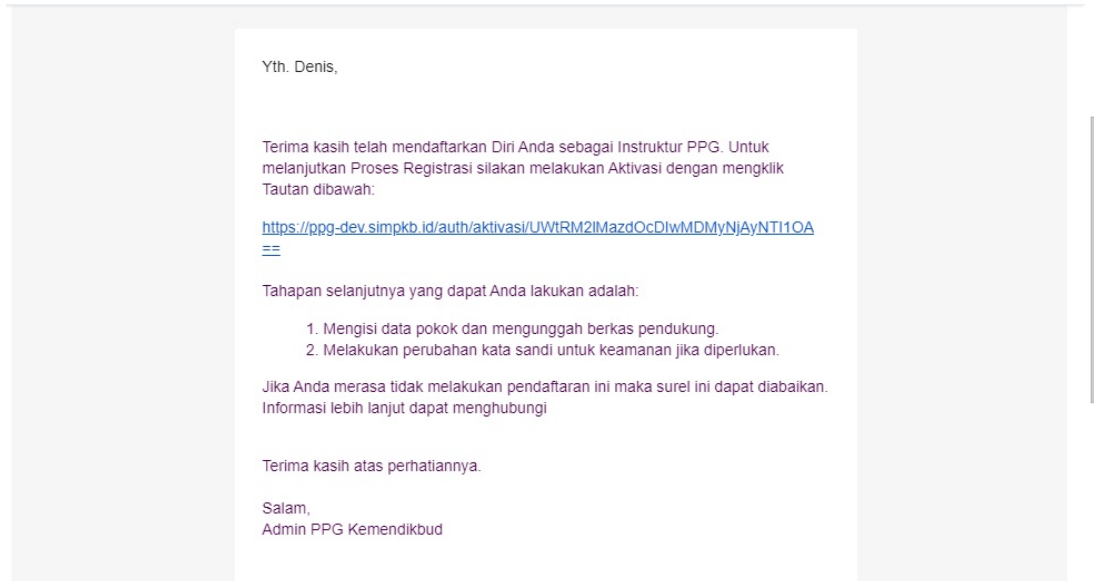 Yth. Denis,
Terima kasih telah mendaftarkan Diri Anda sebagai Instruktur PPG. Untuk
melanjutkan Proses Registrasi silakan melakukan Aktivasi dengan mengklik
Tautan dibawah:
https://ppg-dev.simpkb.id/auth/aktivasi/UWtRM2lMazdOcDIwMDMyNjAyNTI1OA
==
Tahapan selanjutnya yang dapat Anda lakukan adalah:
1. Mengisi data pokok dan mengunggah berkas pendukung.
2. Melakukan perubahan kata sandi untuk keamanan jika diperlukan.
Jika Anda merasa tidak melakukan pendaftaran ini maka surel ini dapat diabaikan.
Informasi lebih lanjut dapat menghubungi
Terima kasih atas perhatiannya.
Salam,
Admin PPG Kemendikbud